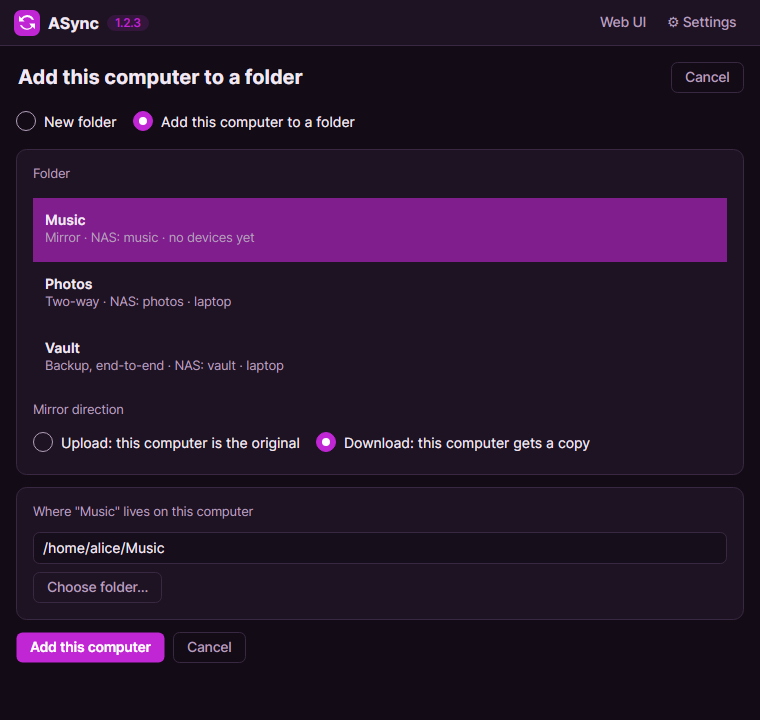 ASync 1.2.3 Web UI ⚙ Settings
Add this computer to a folder Cancel
New folder Add this computer to a folder
Folder
Music
Mirror · NAS: music · no devices yet
Photos
Two-way · NAS: photos · laptop
Vault
Backup, end-to-end · NAS: vault · laptop
Mirror direction
Upload: this computer is the original Download: this computer gets a copy
Where "Music" lives on this computer
/home/alice/Music
Choose folder...
Add this computer Cancel